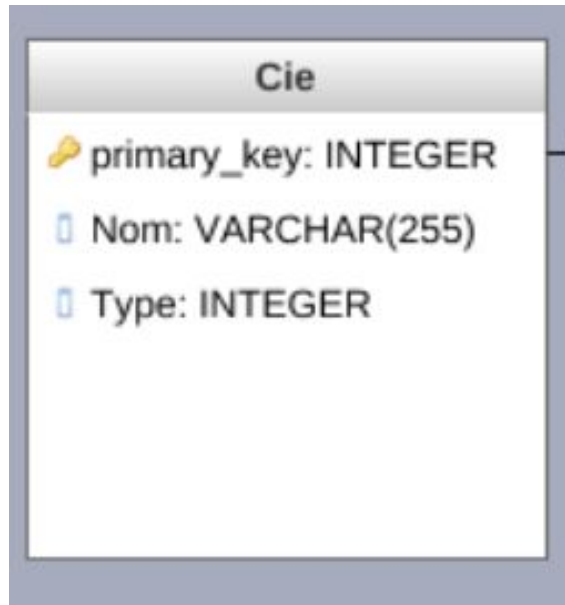 Cie
primary_key: INTEGER
Nom: VARCHAR(255)
Type: INTEGER